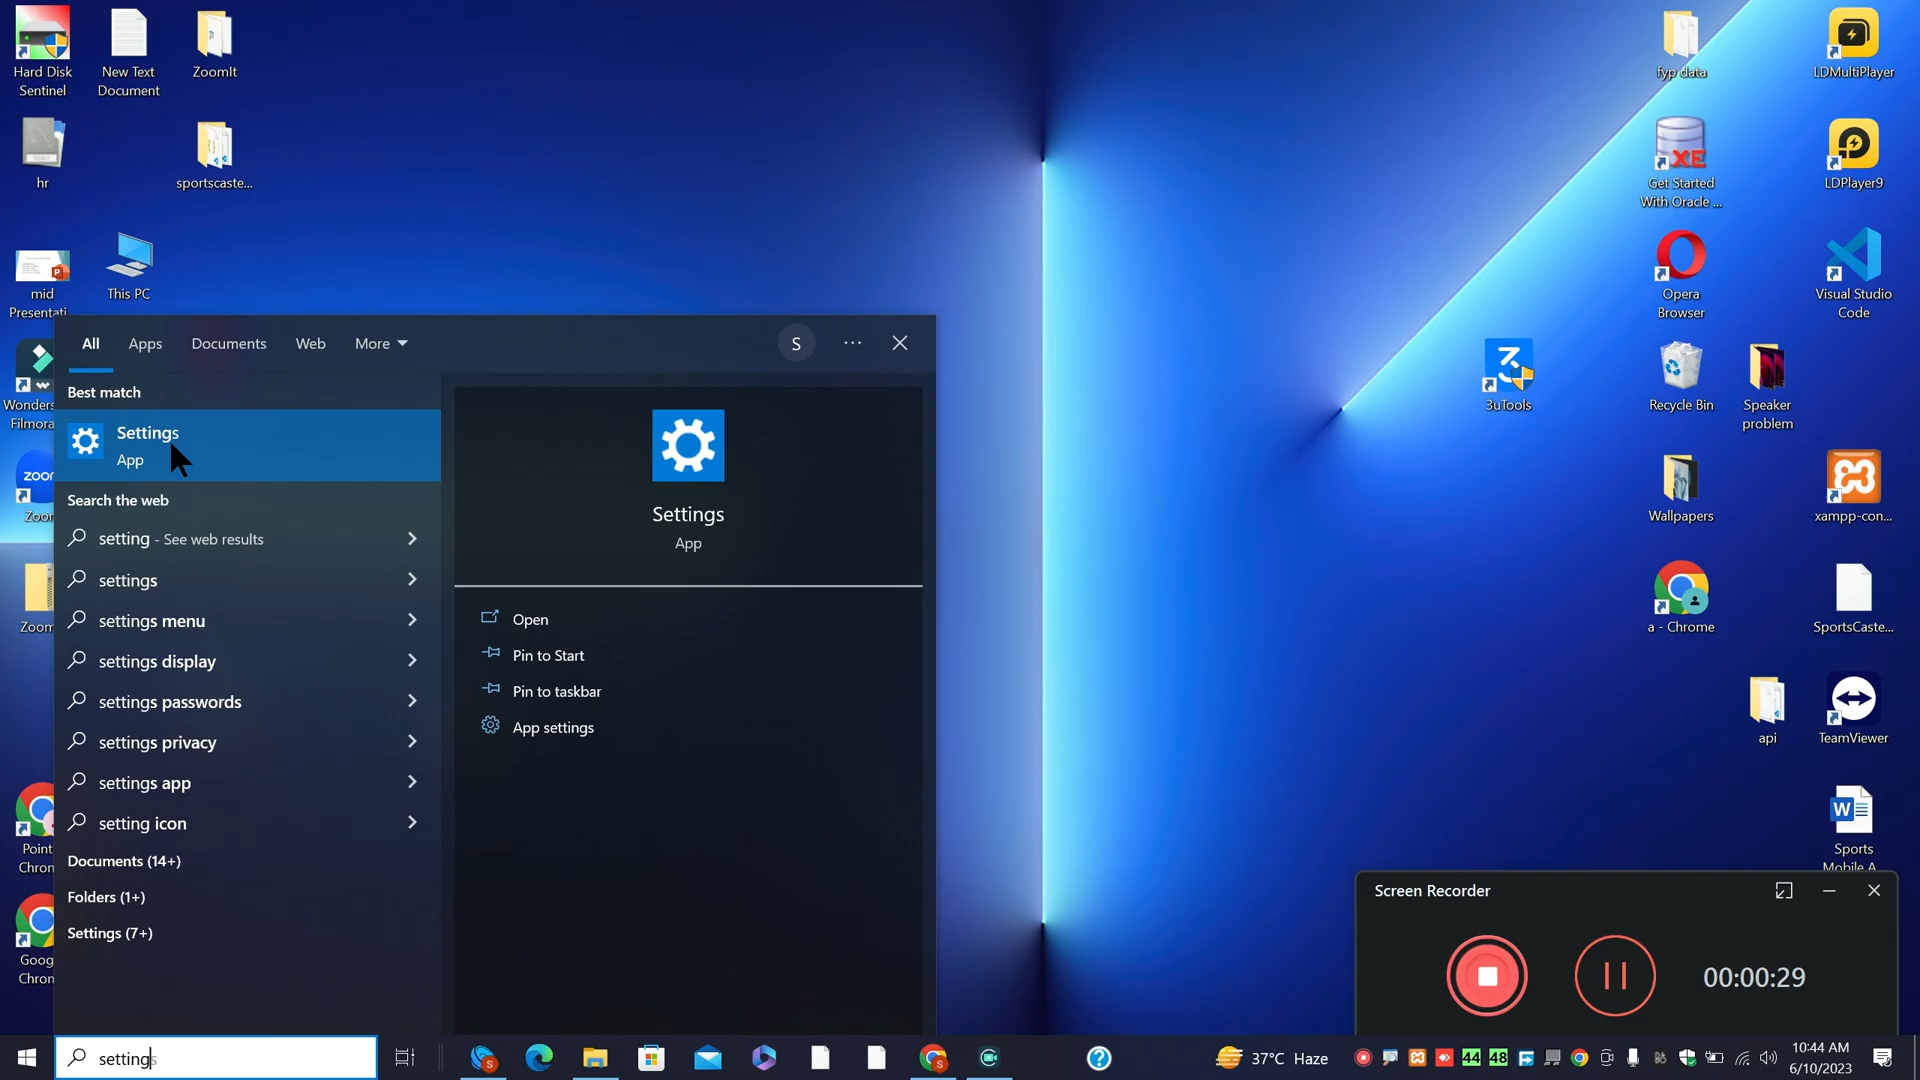 Hard Disk
Sentinel
New Text
Document
ZoomIt
hr
sportscaste...
mid
Presentati...
This PC
Wonders
Filmora
zoom
Zoom
Zoom
Point
Chron
Goog
Chron
fyp data
LDMultiPlayer
XE
Get Started
With Oracle ...
LDPlayer9
Opera
Browser
Visual Studio
Code
3uTools
Recycle Bin
Speaker
problem
Wallpapers
xampp-con...
a - Chrome
SportsCaste...
api
TeamViewer
Sports
Mobile A...
All
Apps
Documents
Web
More
S
Best match
Settings
App
Search the web
setting - See web results
settings
settings menu
settings display
settings passwords
settings privacy
settings app
setting icon
Documents (14+)
Folders (1+)
Settings (7+)
Settings
App
Open
Pin to Start
Pin to taskbar
App settings
Screen Recorder
00:00:29
settings
37°C Haze
44
48
10:44 AM
6/10/2023